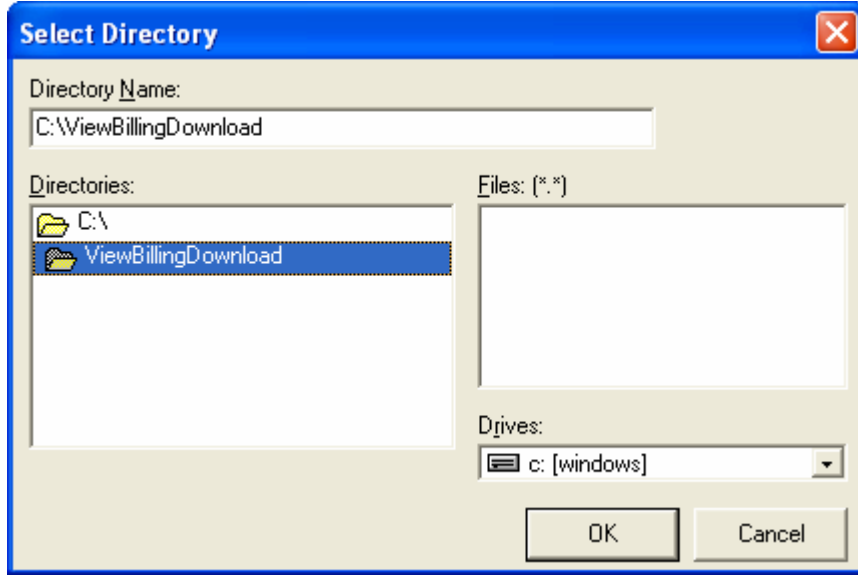 Select Directory
Directory Name:
C:\ViewBillingDownload
Directories:
Files: (*.*)
C:\
ViewBillingDownload
Drives:
c: [windows]
OK
Cancel